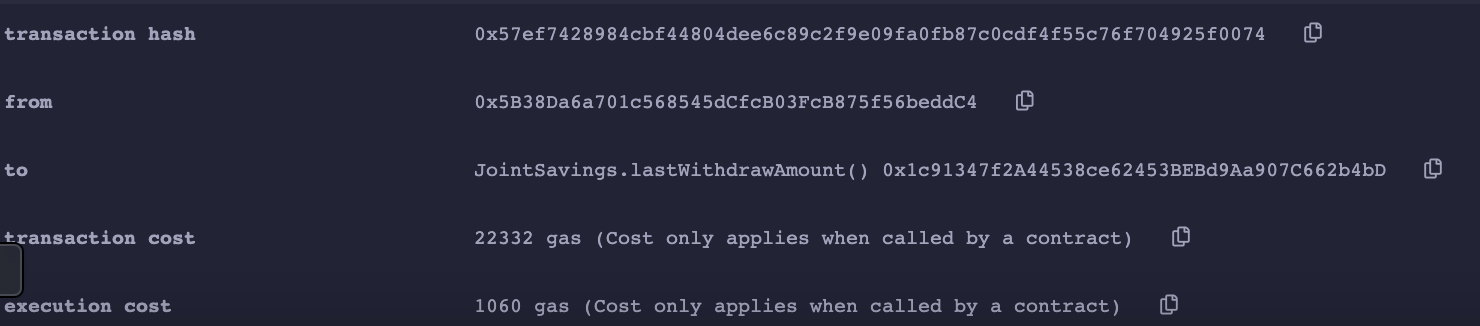 transaction hash 0x57ef7428984cbf44804dee6c89c2f9e09fa0fb87c0cdf4f55c76f704925f0074
from 0x5B38Da6a701c568545dCfcB03FcB875f56beddC4
to JointSavings.lastWithdrawAmount() 0x1c91347f2A44538ce62453BEBd9Aa907C662b4bD
transaction cost 22332 gas (Cost only applies when called by a contract)
execution cost 1060 gas (Cost only applies when called by a contract)